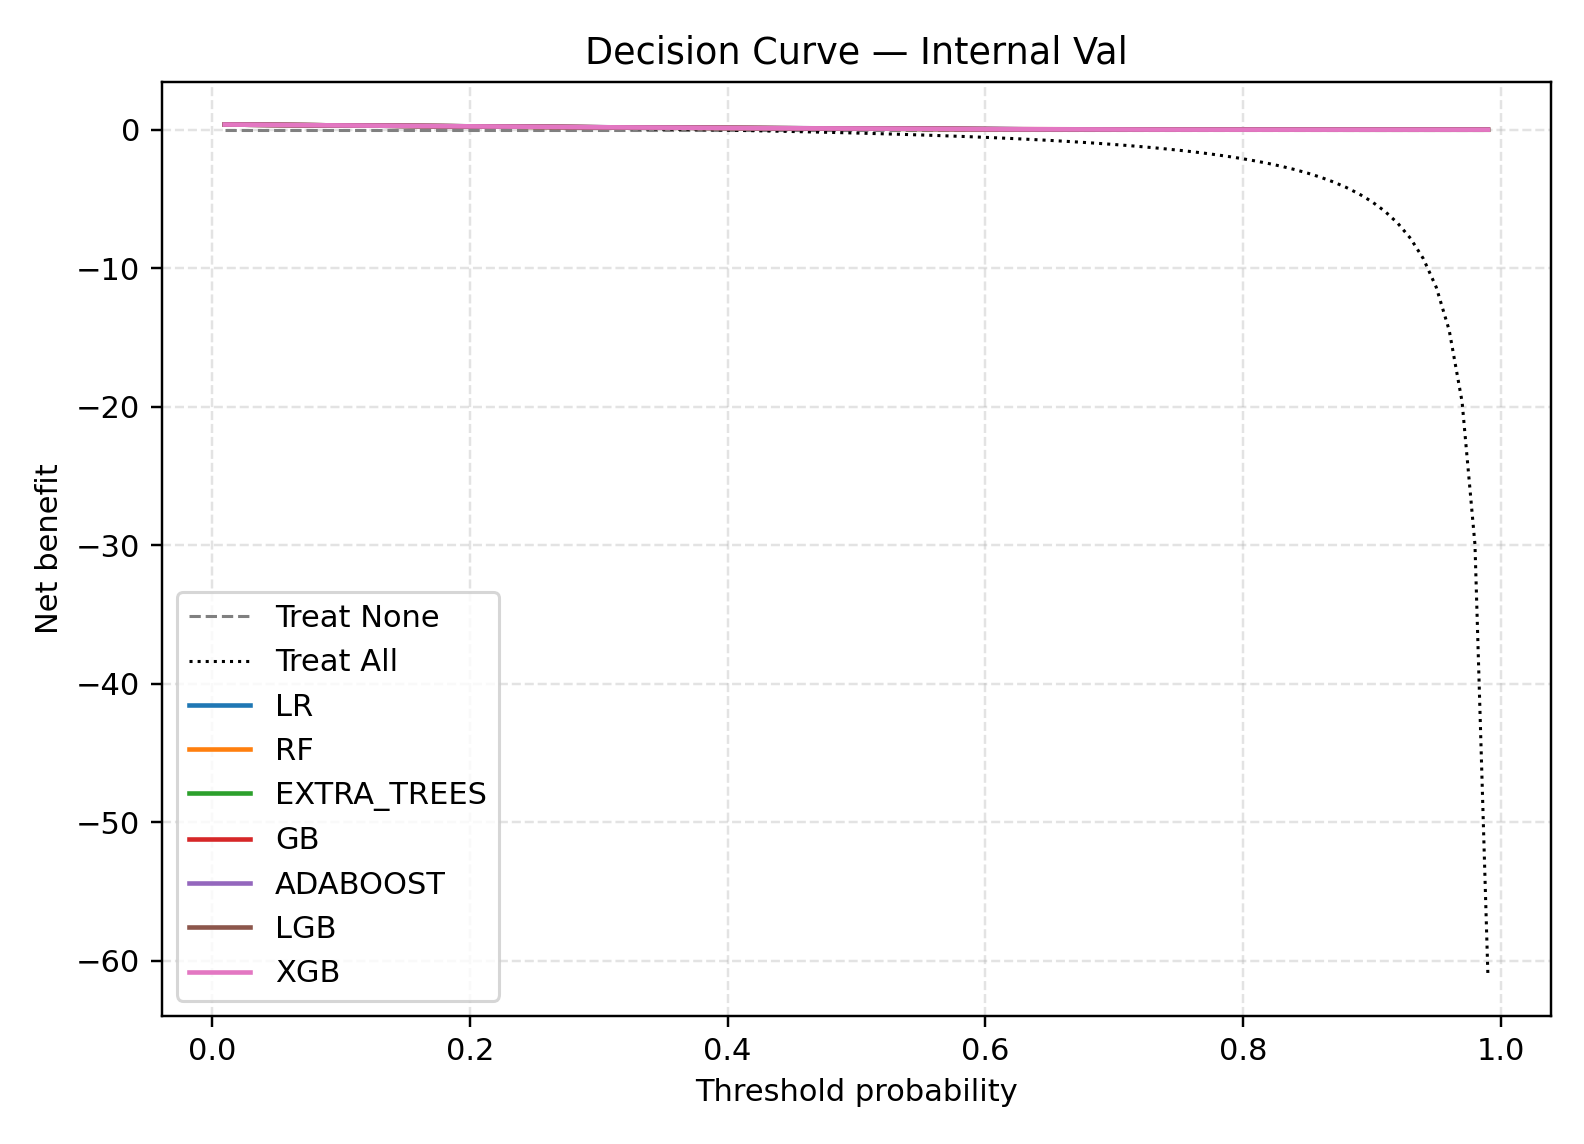 Decision Curve — Internal Val
Net benefit
0
−10
−20
−30
−40
−50
−60
Treat None
Treat All
LR
RF
EXTRA_TREES
GB
ADABOOST
LGB
XGB
0.0 0.2 0.4 0.6 0.8 1.0
Threshold probability